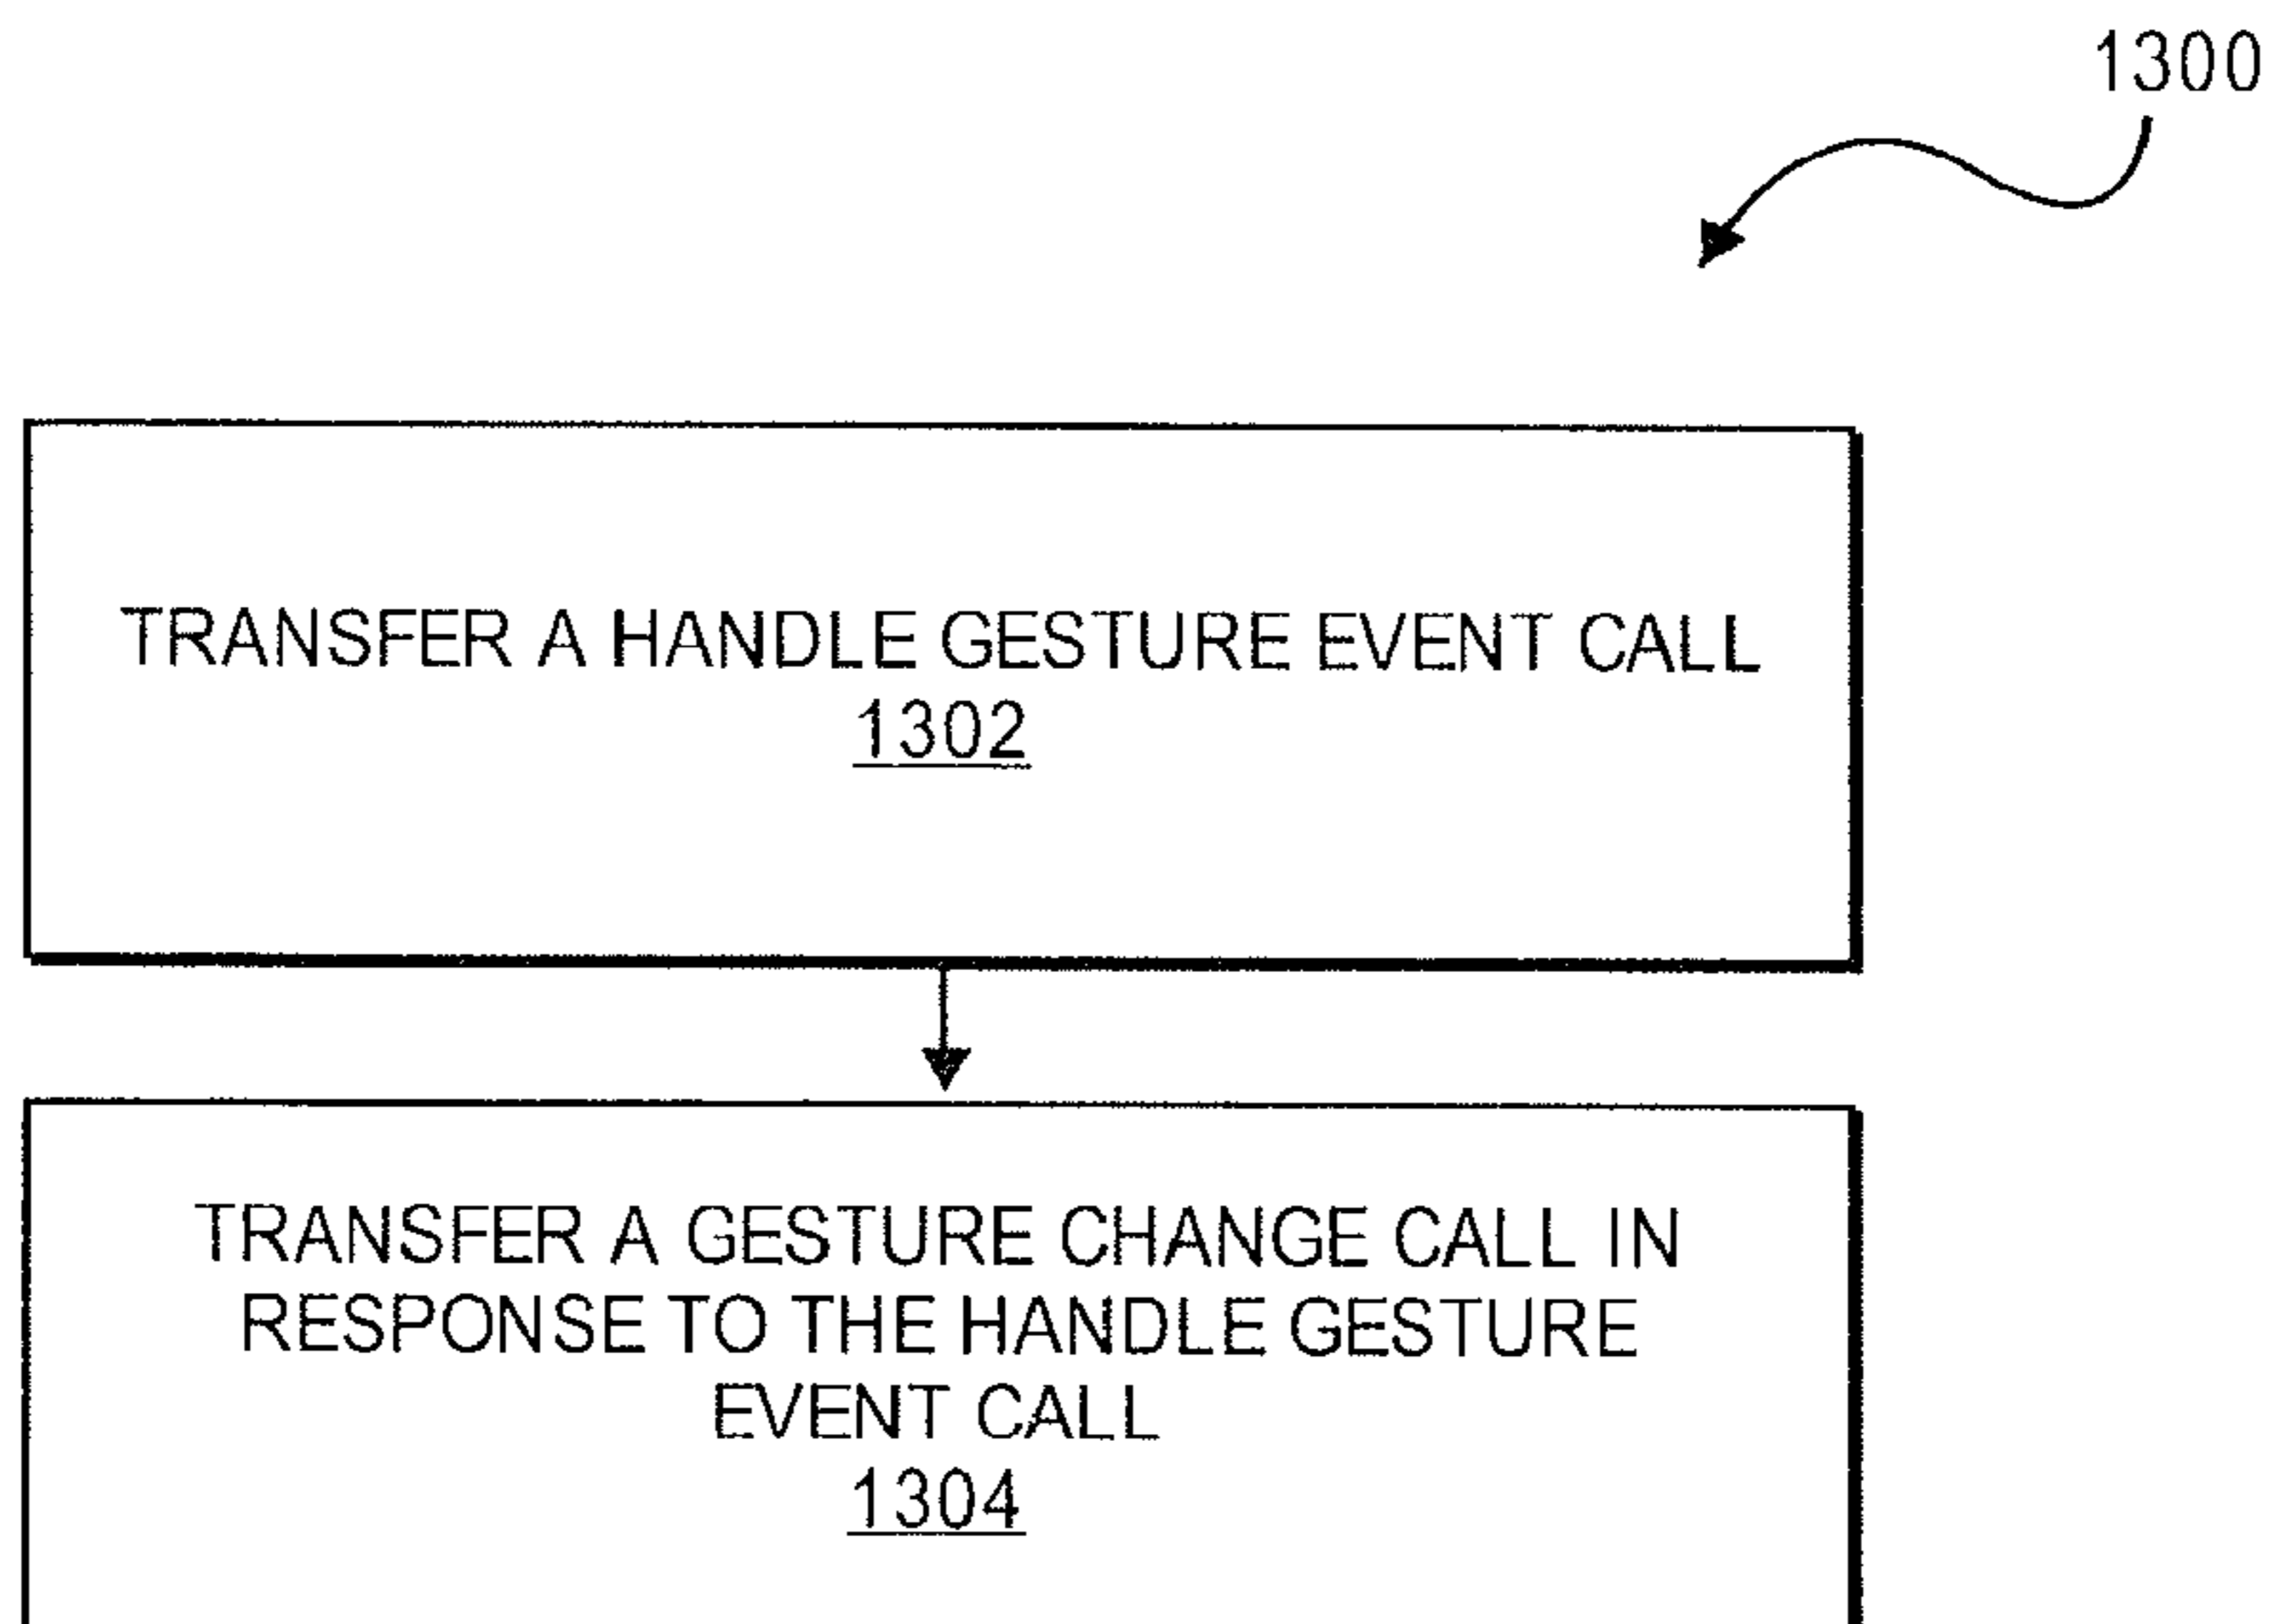 1300
TRANSFER A HANDLE GESTURE EVENT CALL
1302
TRANSFER A GESTURE CHANGE CALL IN
RESPONSE TO THE HANDLE GESTURE
EVENT CALL
1304